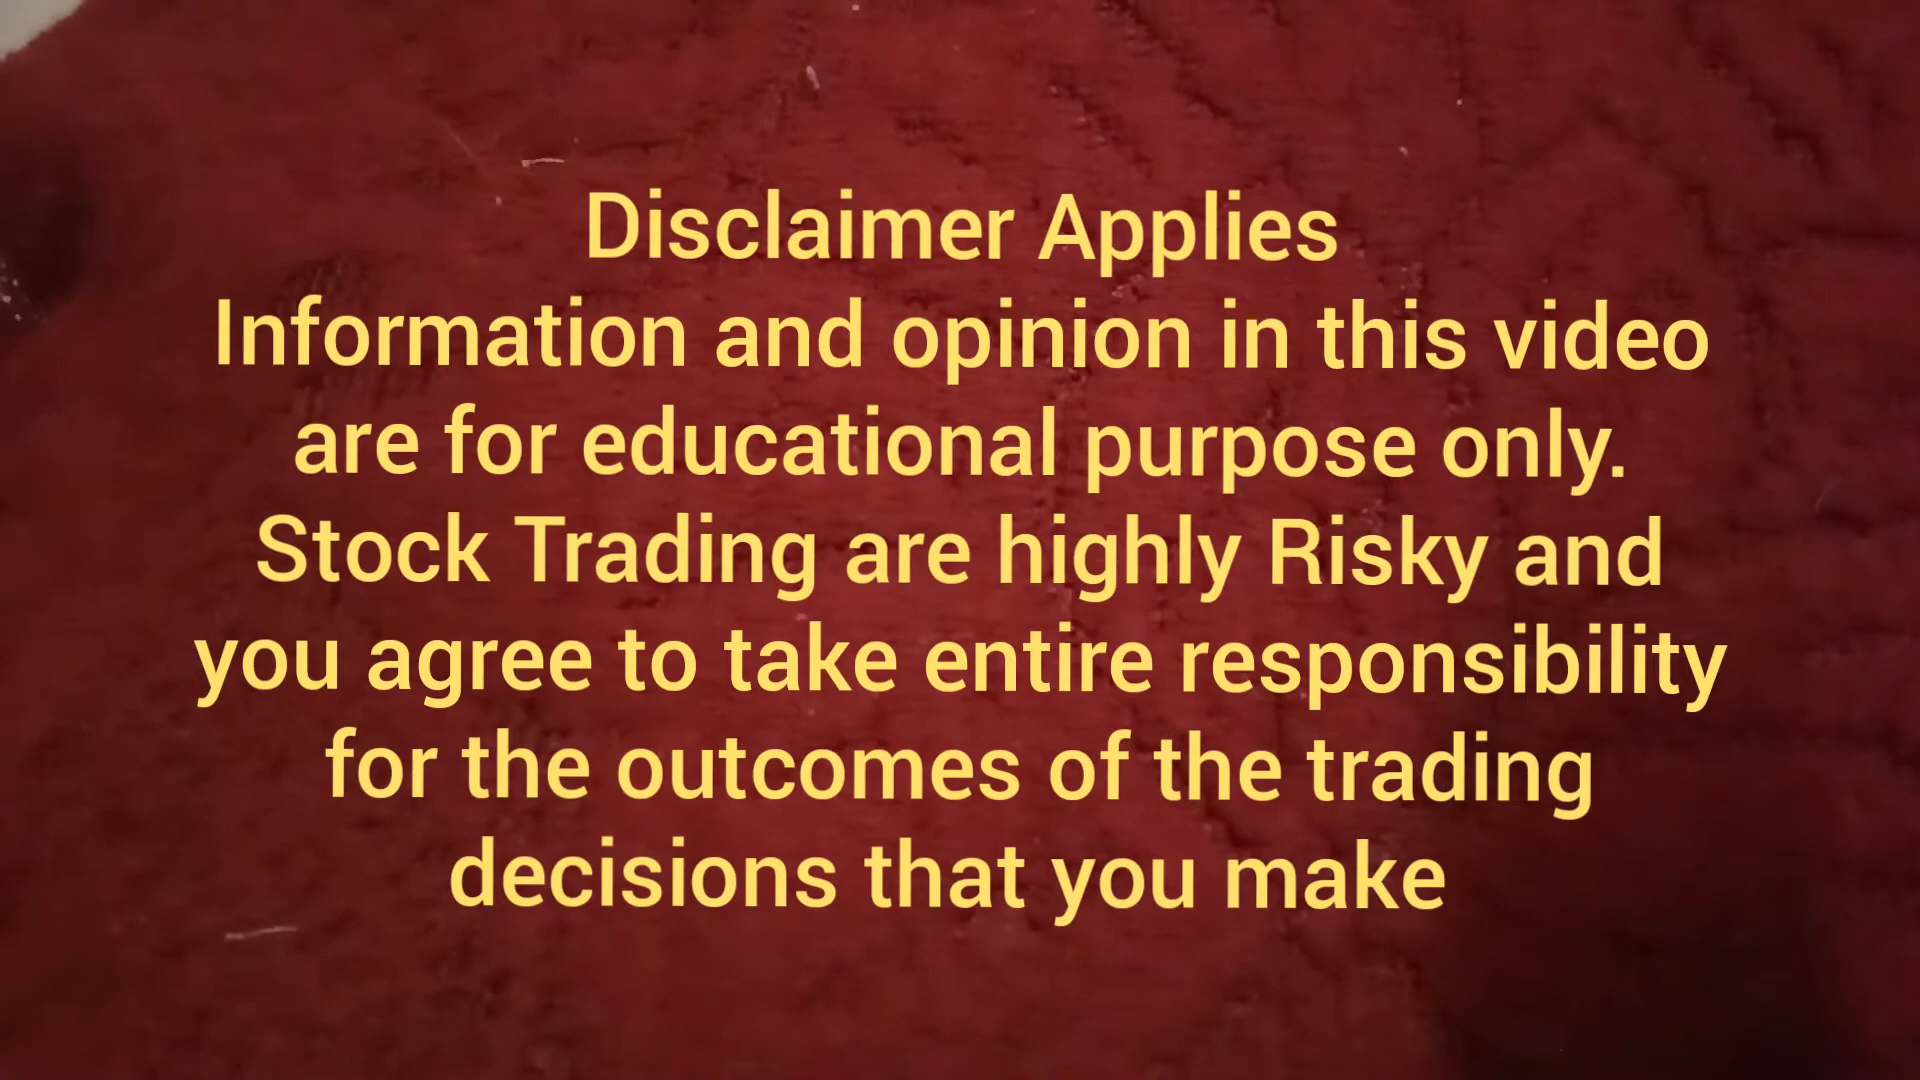 Disclaimer Applies
Information and opinion in this video
are for educational purpose only.
Stock Trading are highly Risky and
you agree to take entire responsibility
for the outcomes of the trading
decisions that you make